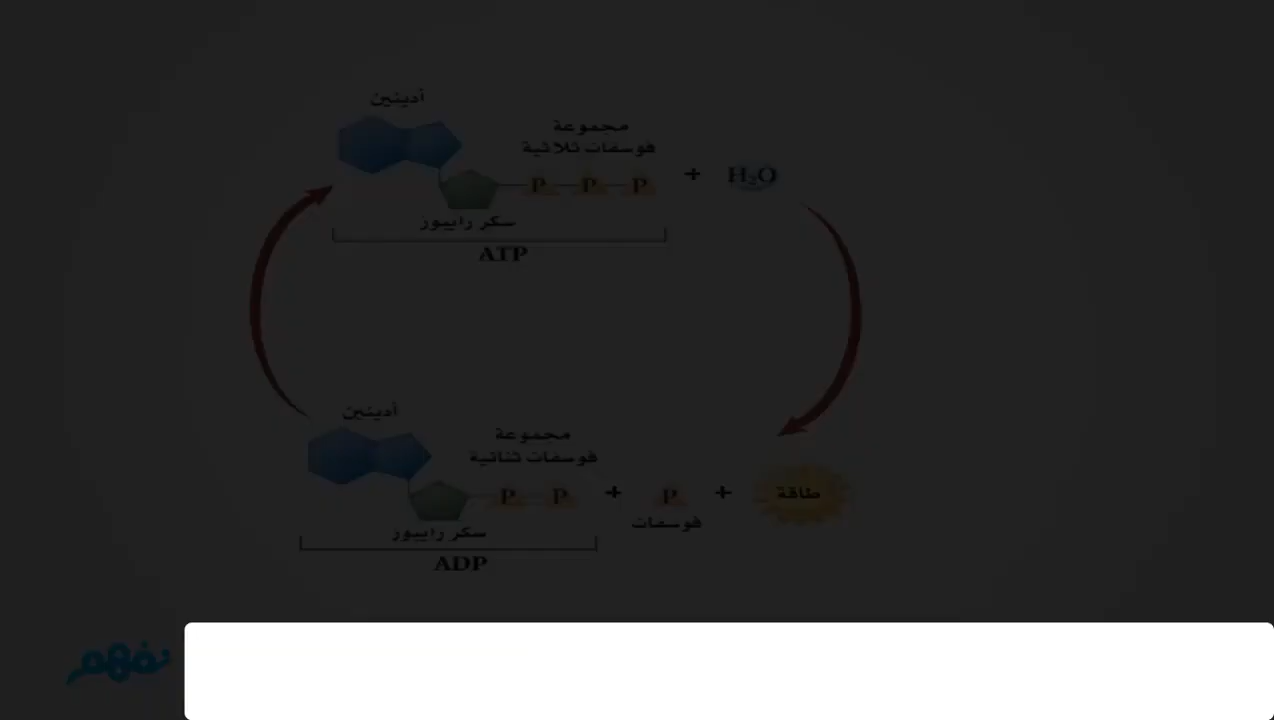 أدينين
مجموعة
فوسفات ثلاثية
P P P + H₂O
سكر رايبوز
ATP
أدينين
مجموعة
فوسفات ثنائية
P P + P + طاقة
فوسفات
سكر رايبوز
ADP
نفهم